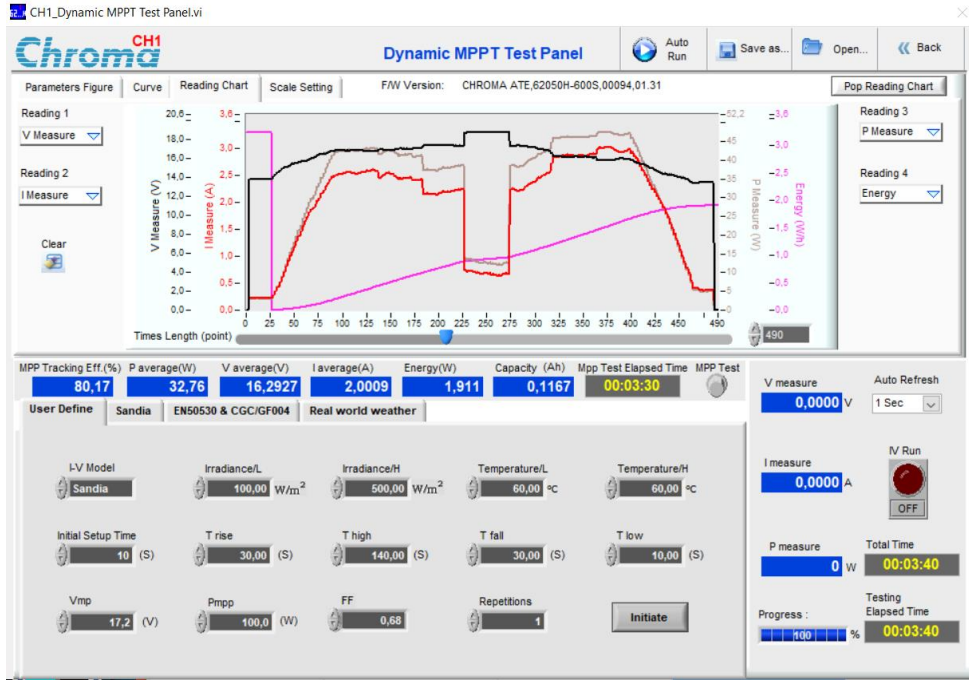 CH1_Dynamic MPPT Test Panel.vi
Chroma CH1
Dynamic MPPT Test Panel
Auto Run
Save as...
Open...
Back
Parameters Figure
Curve
Reading Chart
Scale Setting
F/W Version: CHROMA ATE,62050H-600S,00094,01.31
Pop Reading Chart
Reading 1
V Measure
Reading 2
I Measure
Clear
Reading 3
P Measure
Reading 4
Energy
V Measure (V)
20,6
18,0
16,0
14,0
12,0
10,0
8,0
6,0
4,0
2,0
0,0
I Measure (A)
3,6
3,0
2,5
2,0
1,5
1,0
0,5
0,0
P Measure (W)
52,2
45
40
35
30
25
20
15
10
5
0
Energy (W/h)
3,6
3,0
2,5
2,0
1,5
1,0
0,5
0,0
0 25 50 75 100 125 150 175 200 225 250 275 300 325 350 375 400 425 450 490
Times Length (point)
490
MPP Tracking Eff.(%) P average(W) V average(V) I average(A) Energy(W) Capacity (Ah) Mpp Test Elapsed Time MPP Test
80,17 32,76 16,2927 2,0009 1,911 0,1167 00:03:30
User Define
Sandia
EN50530 & CGC/GF004
Real world weather
I-V Model Irradiance/L Irradiance/H Temperature/L Temperature/H
Sandia 100,00 W/m² 500,00 W/m² 60,00 ºC 60,00 ºC
Initial Setup Time T rise T high T fall T low
10 (S) 30,00 (S) 140,00 (S) 30,00 (S) 10,00 (S)
Vmp Pmpp FF Repetitions
17,2 (V) 100,0 (W) 0,68 1
Initiate
V measure
0,0000 V
Auto Refresh
1 Sec
I measure
0,0000 A
IV Run
OFF
P measure
0 W
Total Time
00:03:40
Progress :
100 %
Testing
Elapsed Time
00:03:40